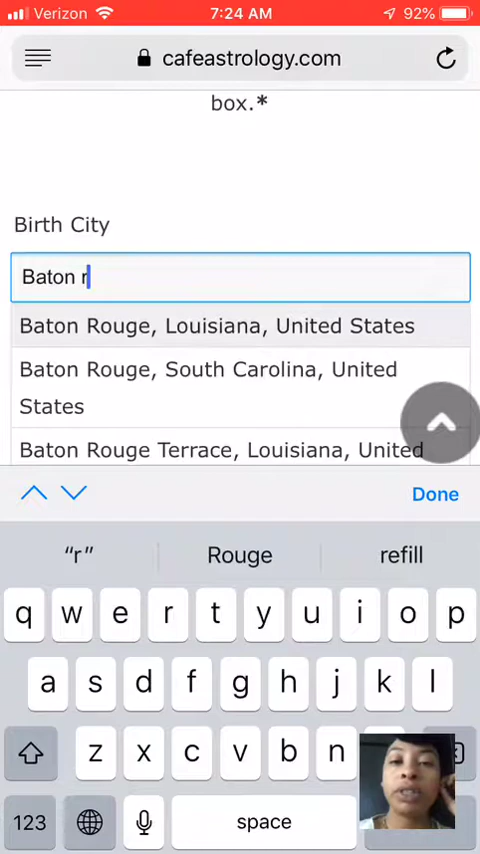 Verizon 7:24 AM 92%
cafeastrology.com
box.*
Birth City
Baton r
Baton Rouge, Louisiana, United States
Baton Rouge, South Carolina, United
States
Baton Rouge Terrace, Louisiana, United
Done
“r” Rouge refill
q w e r t y u i o p
a s d f g h j k l
z x c v b n
123 space